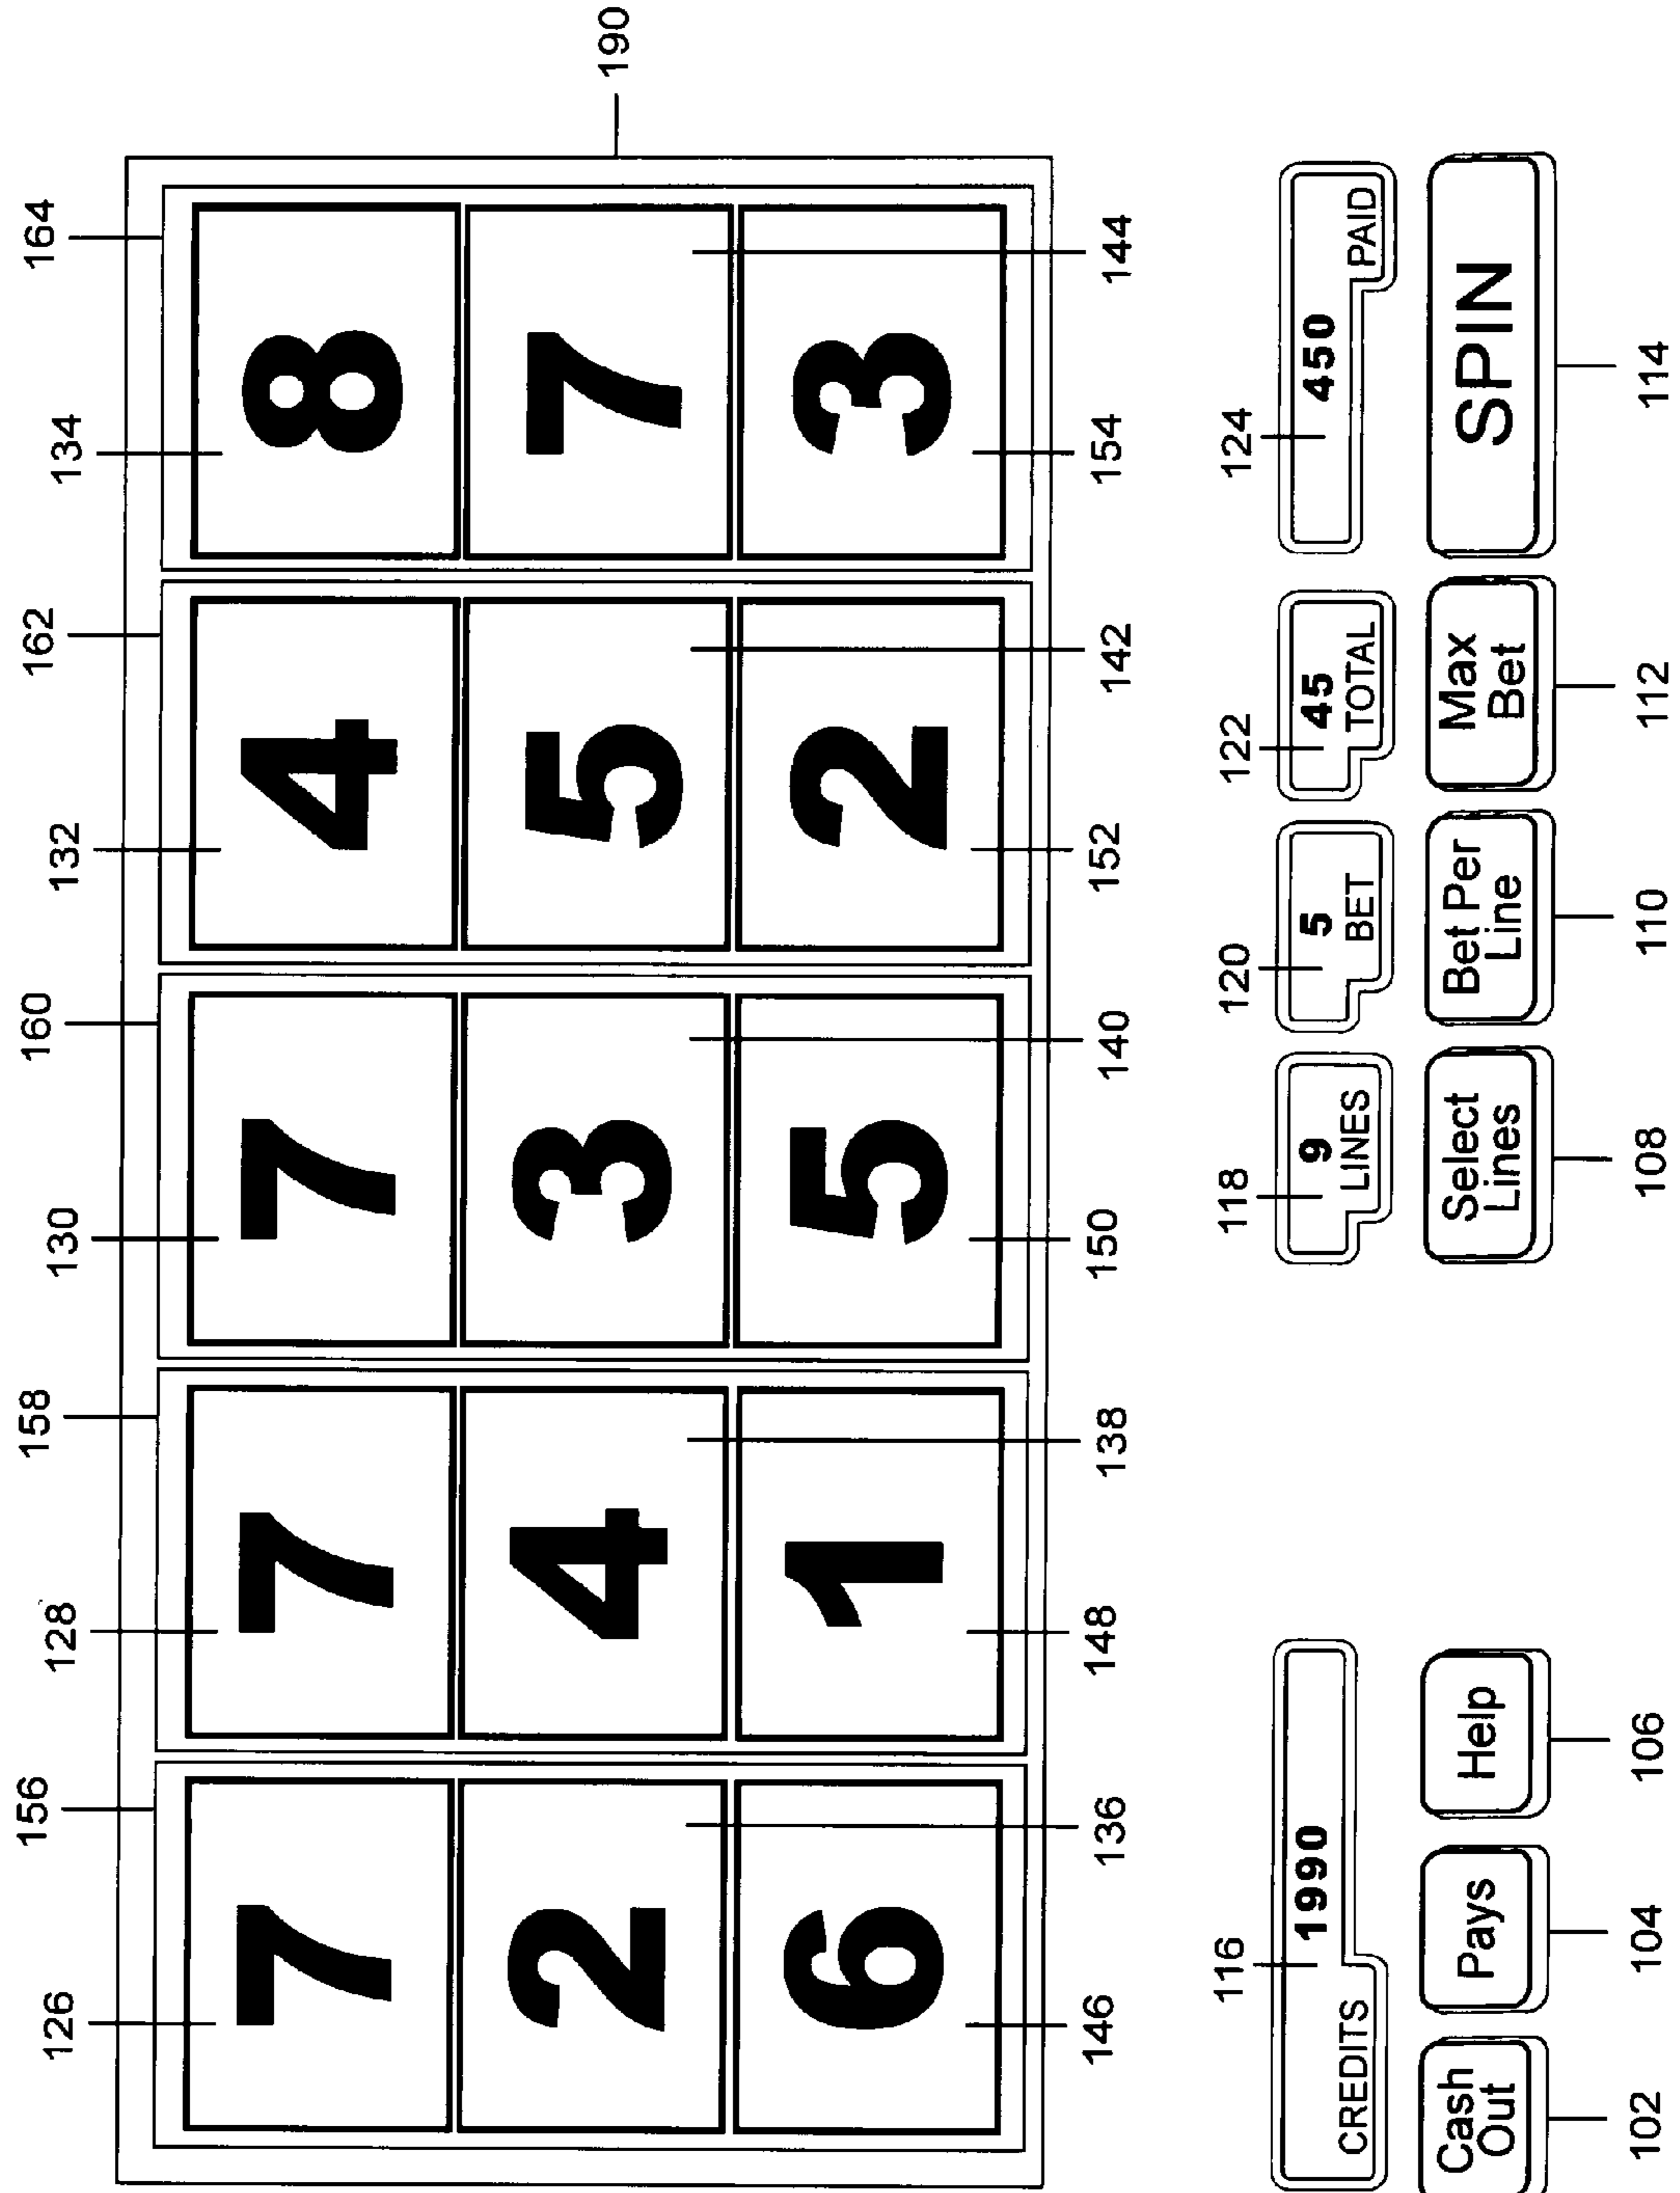 156 158 160 162 164
126 128 130 132 134
7 7 7 4 8
190
2 4 3 5 7
6 1 5 2 3
136 138 140 142 144
146 148 150 152 154
116 118 120 122 124
1990 9 5 45 450
CREDITS LINES BET TOTAL PAID
Cash Out
Pays
Help
Select Lines
Bet Per Line
Max Bet
SPIN
102 104 106 108 110 112 114